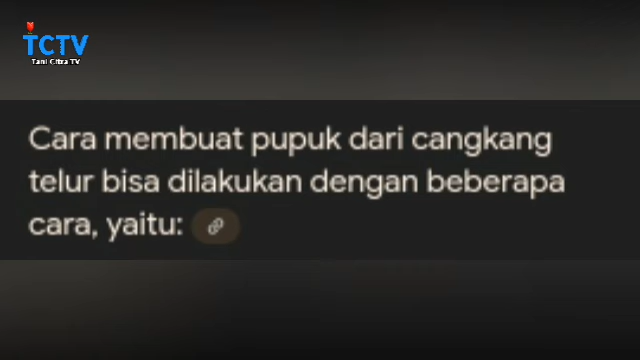 TCTV
Tani Citra TV
Cara membuat pupuk dari cangkang
telur bisa dilakukan dengan beberapa
cara, yaitu: